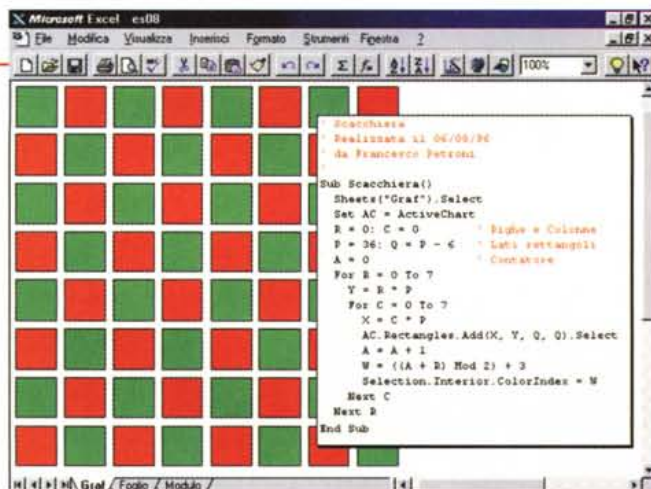 Microsoft Excel es08
File Modifica Visualizza Inserisci Formato Strumenti Finestra ?
100%
' Scacchiera
' Realizzata il 06/08/96
' da Francesco Petroni
'
Sub Scacchiera()
Sheets("Graf").Select
Set AC = ActiveChart
R = 0: C = 0 ' Righe e Colonne
P = 36: Q = P - 6 ' Lati rettangoli
A = 0 ' Contatore
For R = 0 To 7
Y = R * P
For C = 0 To 7
X = C * P
AC.Rectangles.Add(X, Y, Q, Q).Select
A = A + 1
W = ((A + R) Mod 2) + 3
Selection.Interior.ColorIndex = W
Next C
Next R
End Sub
Graf / Foglio / Modulo /